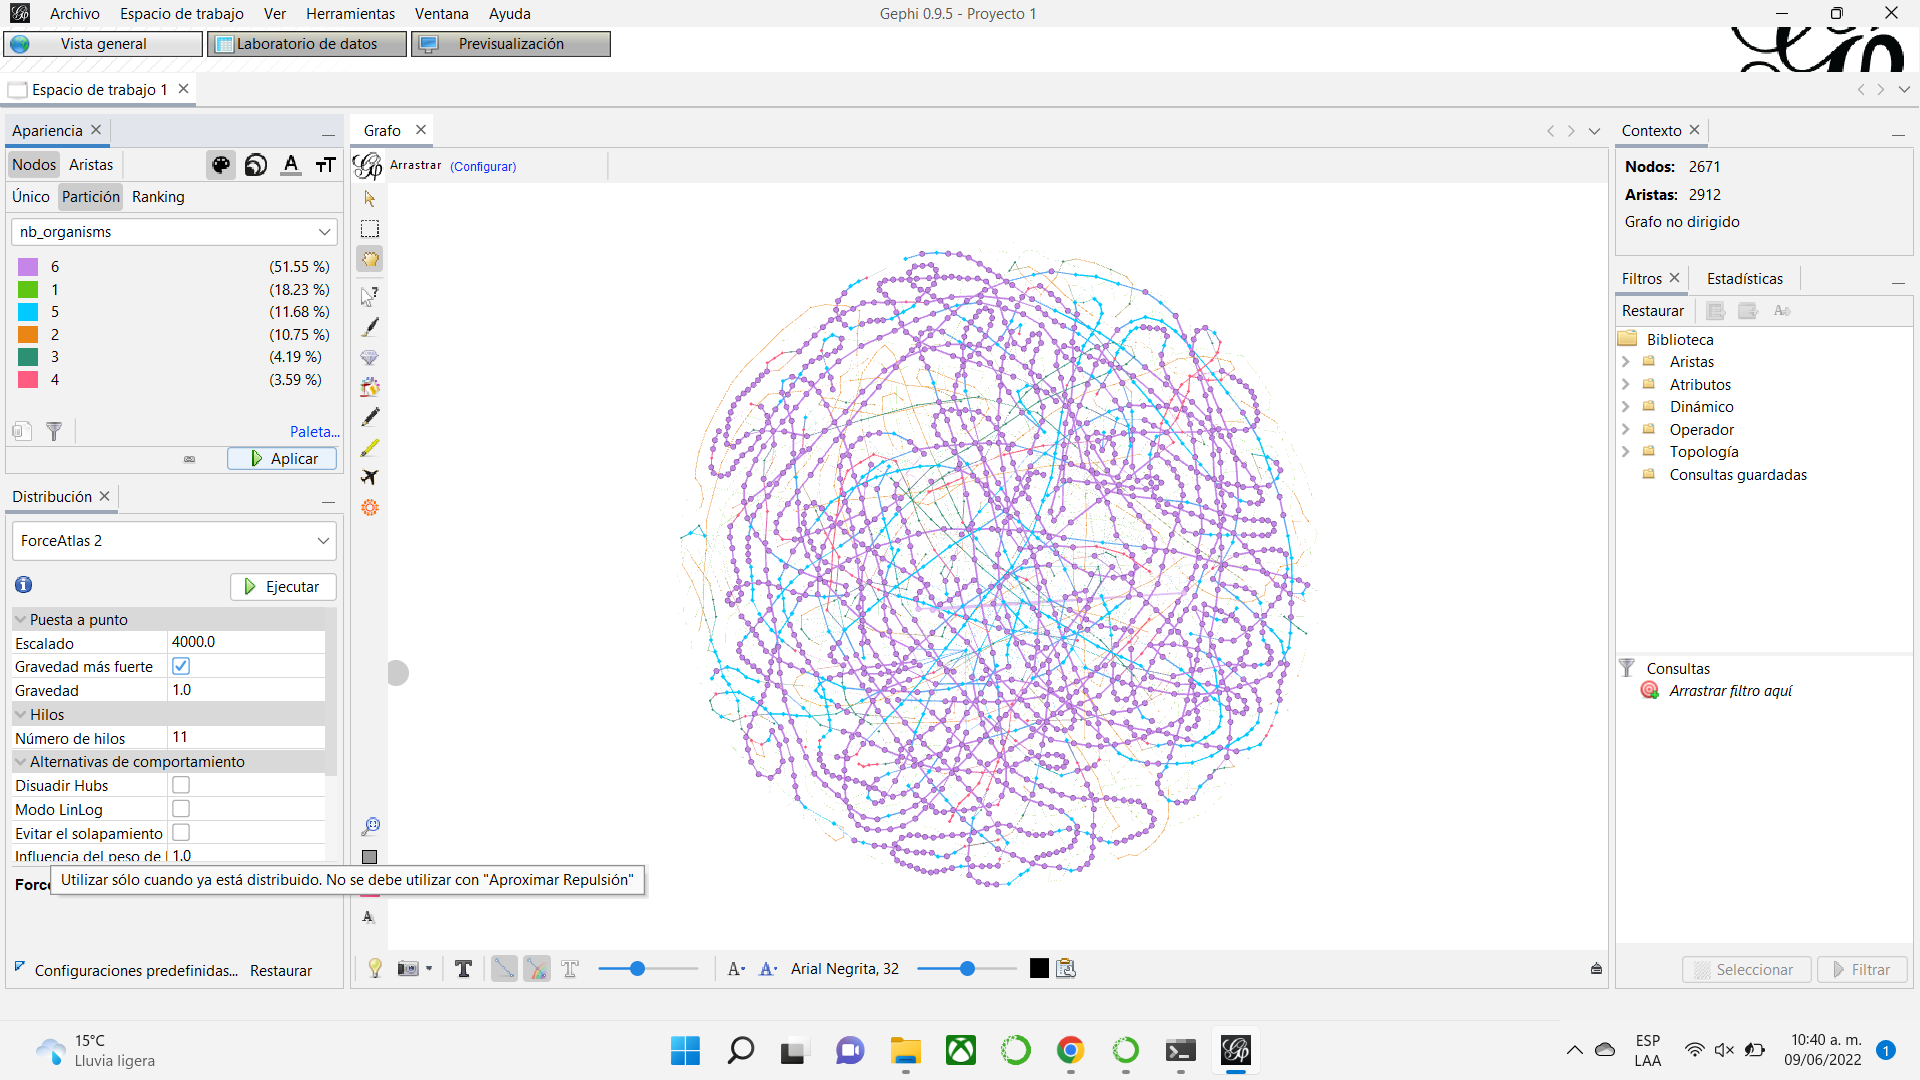 Archivo Espacio de trabajo Ver Herramientas Ventana Ayuda
Gephi 0.9.5 - Proyecto 1
Vista general Laboratorio de datos Previsualización
Espacio de trabajo 1
Apariencia
Nodos Aristas
Único Partición Ranking
nb_organisms
6 (51.55 %)
1 (18.23 %)
5 (11.68 %)
2 (10.75 %)
3 (4.19 %)
4 (3.59 %)
Paleta...
Aplicar
Distribución
ForceAtlas 2
Ejecutar
Puesta a punto
Escalado 4000.0
Gravedad más fuerte
Gravedad 1.0
Hilos
Número de hilos 11
Alternativas de comportamiento
Disuadir Hubs
Modo LinLog
Evitar el solapamiento
Influencia del peso de 1.0
Utilizar sólo cuando ya está distribuido. No se debe utilizar con "Aproximar Repulsión"
Configuraciones predefinidas... Restaurar
Grafo
Arrastrar (Configurar)
Arial Negrita, 32
Contexto
Nodos: 2671
Aristas: 2912
Grafo no dirigido
Filtros Estadísticas
Restaurar
Biblioteca
Aristas
Atributos
Dinámico
Operador
Topología
Consultas guardadas
Consultas
Arrastrar filtro aquí
Seleccionar Filtrar
15°C
Lluvia ligera
ESP
LAA
10:40 a. m.
09/06/2022
1